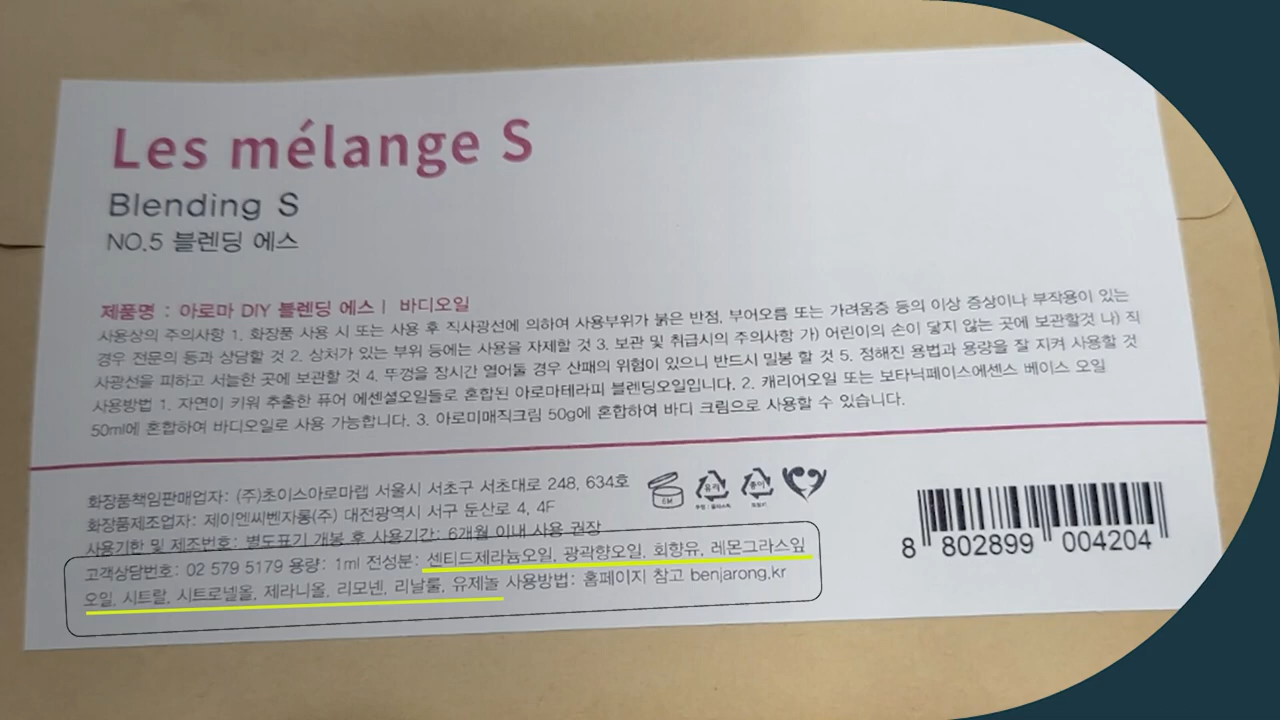 Les mélange S
Blending S
NO.5 블렌딩 에스
제품명 : 아로마 DIY 블렌딩 에스ㅣ 바디오일
사용상의 주의사항 1. 화장품 사용 시 또는 사용 후 직사광선에 의하여 사용부위가 붉은 반점, 부어오름 또는 가려움증 등의 이상 증상이나 부작용이 있는
경우 전문의 등과 상담할 것 2. 상처가 있는 부위 등에는 사용을 자제할 것 3. 보관 및 취급시의 주의사항 가) 어린이의 손이 닿지 않는 곳에 보관할것 나) 직
사광선을 피하고 서늘한 곳에 보관할 것 4. 뚜껑을 장시간 열어둘 경우 산패의 위험이 있으니 반드시 밀봉 할 것 5. 정해진 용법과 용량을 잘 지켜 사용할 것
사용방법 1. 자연이 키워 추출한 퓨어 에센셜오일들로 혼합된 아로마테라피 블렌딩오일입니다. 2. 캐리어오일 또는 보타닉페이스에센스 베이스 오일
50ml에 혼합하여 바디오일로 사용 가능합니다. 3. 아로미매직크림 50g에 혼합하여 바디 크림으로 사용할 수 있습니다.
화장품책임판매업자: (주)초이스아로마랩 서울시 서초구 서초대로 248, 634호
화장품제조업자: 제이엔씨벤자롱(주) 대전광역시 서구 둔산로 4, 4F
사용기한 및 제조번호: 별도표기 개봉 후 사용기간: 6개월 이내 사용 권장
고객상담번호: 02 579 5179 용량: 1ml 전성분: 센티드제라늄오일, 광곽향오일, 회향유, 레몬그라스잎
오일, 시트랄, 시트로넬올, 제라니올, 리모넨, 리날룰, 유제놀 사용방법: 홈페이지 참고 benjarong.kr
6M
유리
종이
8 802899 004204